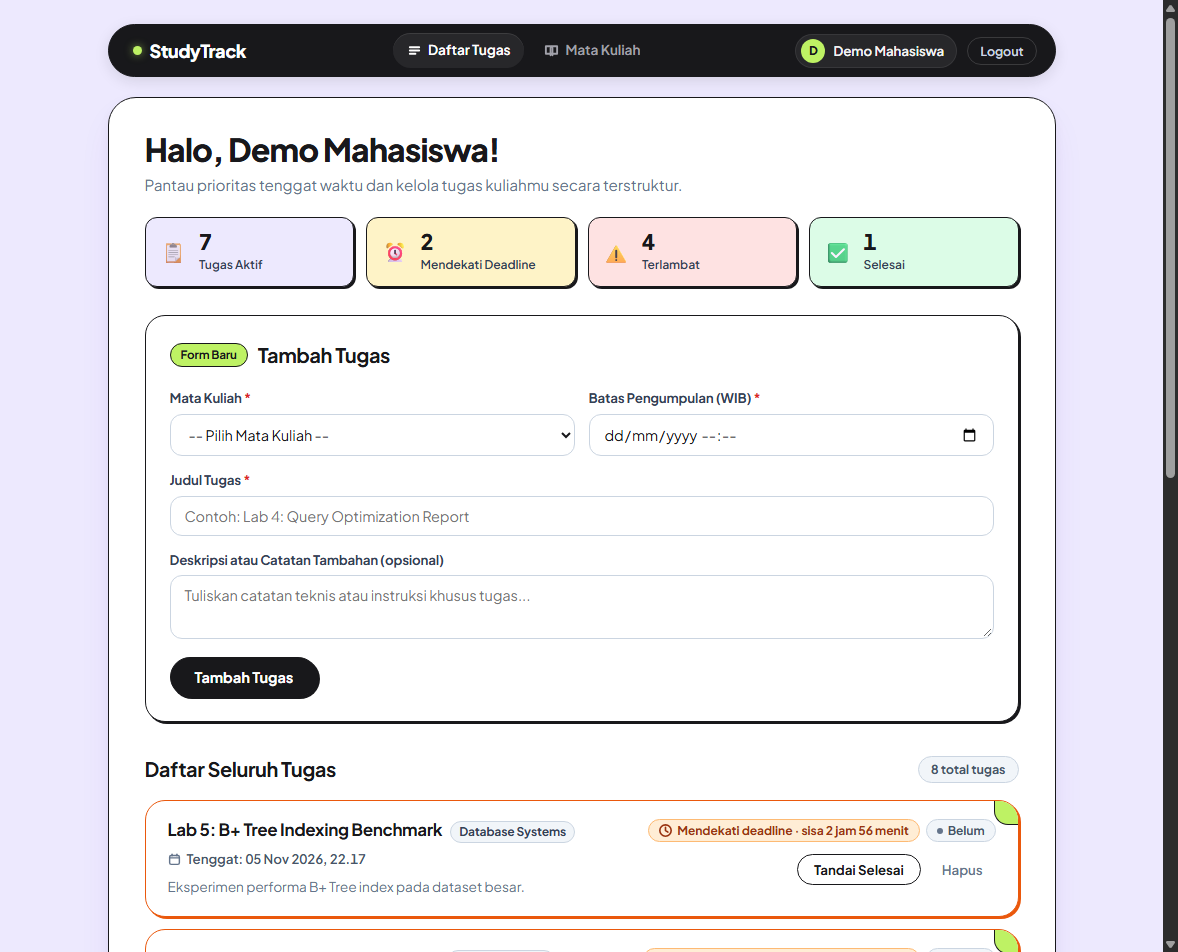 StudyTrack
Daftar Tugas
Mata Kuliah
D
Demo Mahasiswa
Logout
Halo, Demo Mahasiswa!
Pantau prioritas tenggat waktu dan kelola tugas kuliahmu secara terstruktur.
7
Tugas Aktif
2
Mendekati Deadline
4
Terlambat
1
Selesai
Form Baru
Tambah Tugas
Mata Kuliah *
Batas Pengumpulan (WIB) *
-- Pilih Mata Kuliah --
dd/mm/yyyy --:--
Judul Tugas *
Contoh: Lab 4: Query Optimization Report
Deskripsi atau Catatan Tambahan (opsional)
Tuliskan catatan teknis atau instruksi khusus tugas...
Tambah Tugas
Daftar Seluruh Tugas
8 total tugas
Lab 5: B+ Tree Indexing Benchmark
Database Systems
Mendekati deadline · sisa 2 jam 56 menit
Belum
Tenggat: 05 Nov 2026, 22.17
Tandai Selesai
Hapus
Eksperimen performa B+ Tree index pada dataset besar.